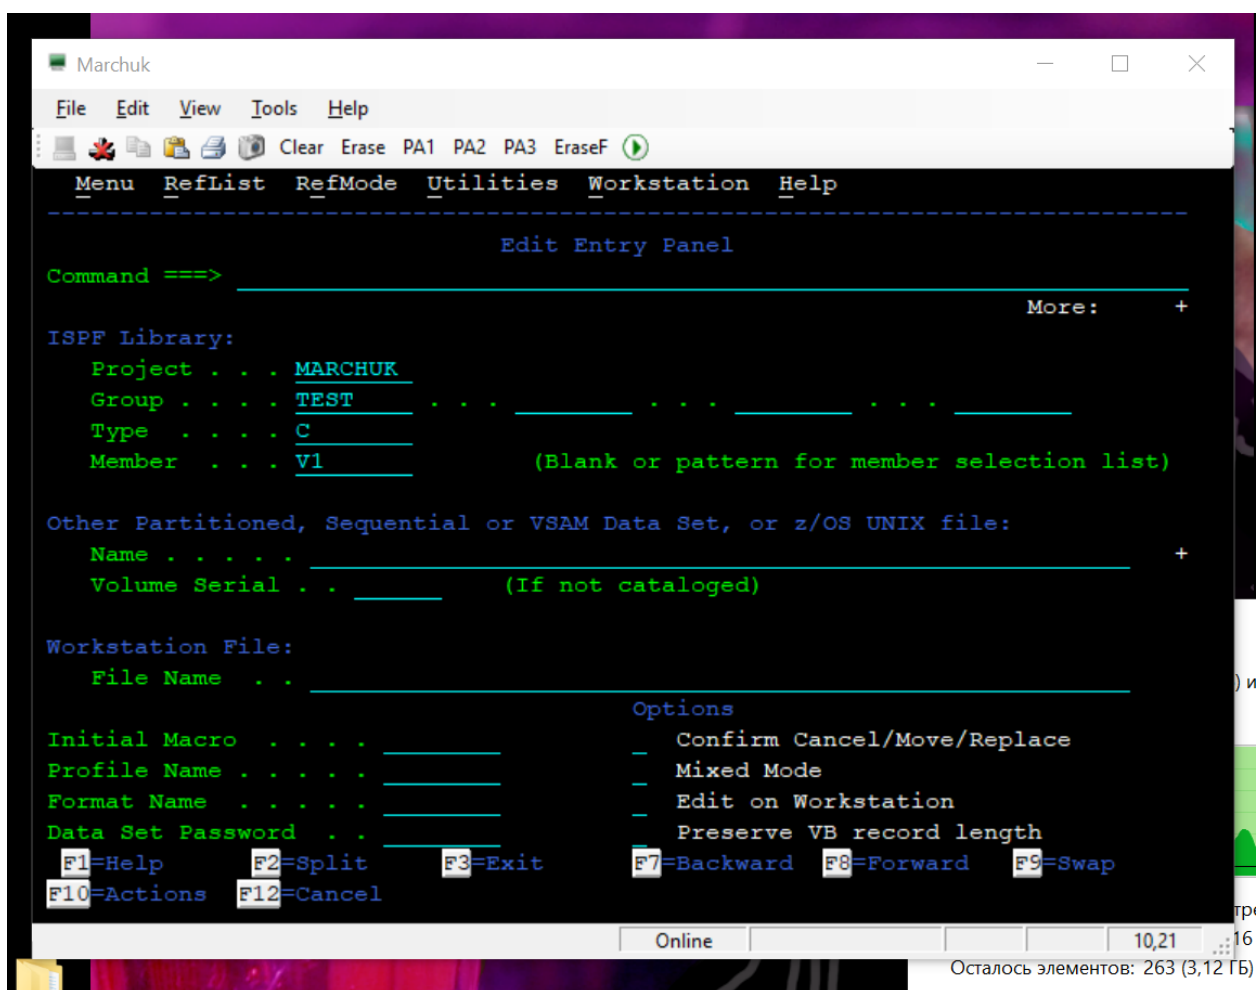 Marchuk
File Edit View Tools Help
Clear Erase PA1 PA2 PA3 EraseF
Menu RefList RefMode Utilities Workstation Help
Edit Entry Panel
Command ===>
More: +
ISPF Library:
Project . . . MARCHUK
Group . . . . TEST . . . . . . . . .
Type . . . . C
Member . . . V1 (Blank or pattern for member selection list)
Other Partitioned, Sequential or VSAM Data Set, or z/OS UNIX file:
Name . . . . . +
Volume Serial . . (If not cataloged)
Workstation File:
File Name . .
Options
Initial Macro . . . . Confirm Cancel/Move/Replace
Profile Name . . . . . Mixed Mode
Format Name . . . . . Edit on Workstation
Data Set Password . . Preserve VB record length
F1=Help F2=Split F3=Exit F7=Backward F8=Forward F9=Swap
F10=Actions F12=Cancel
Online 10,21
16
Осталось элементов: 263 (3,12 ГБ)